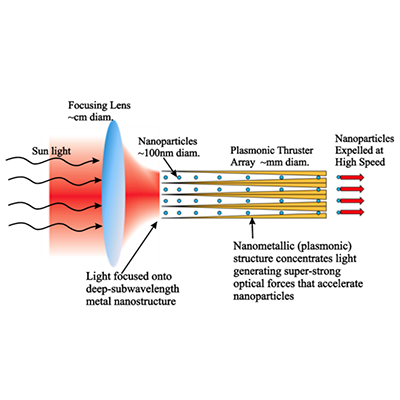 Focusing Lens
~cm diam.
Sun light
Nanoparticles
~100nm diam.
Plasmonic Thruster
Array ~mm diam.
Nanoparticles
Expelled at
High Speed
Light focused onto
deep-subwavelength
metal nanostructure
Nanometallic (plasmonic)
structure concentrates light
generating super-strong
optical forces that accelerate
nanoparticles